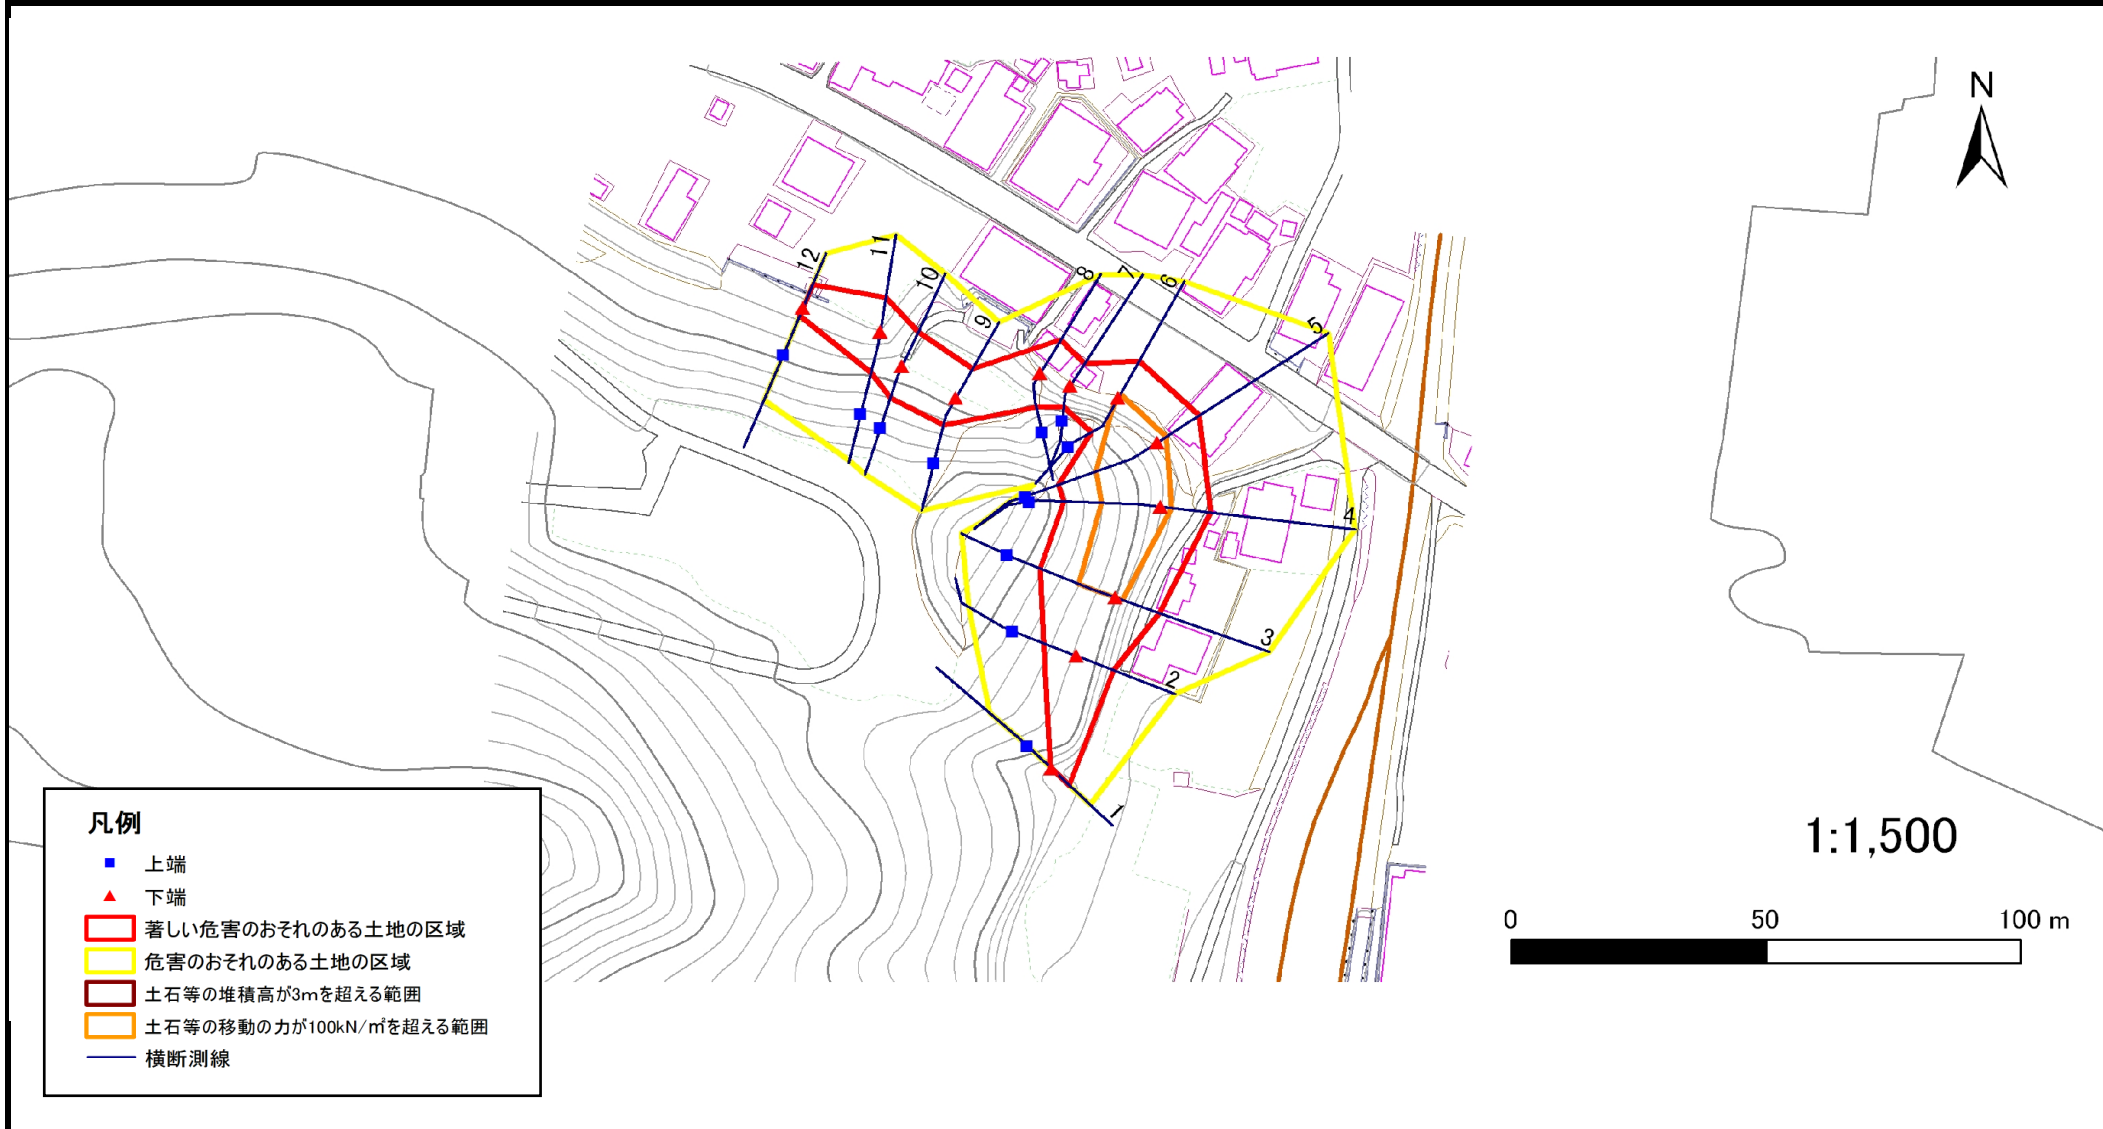 N
12
11
10
9
8
7
6
5
4
3
2
1
1:1,500
0 50 100 m
凡例
上端
下端
著しい危害のおそれのある土地の区域
危害のおそれのある土地の区域
土石等の堆積高が3mを超える範囲
土石等の移動の力が100kN/㎡を超える範囲
横断測線